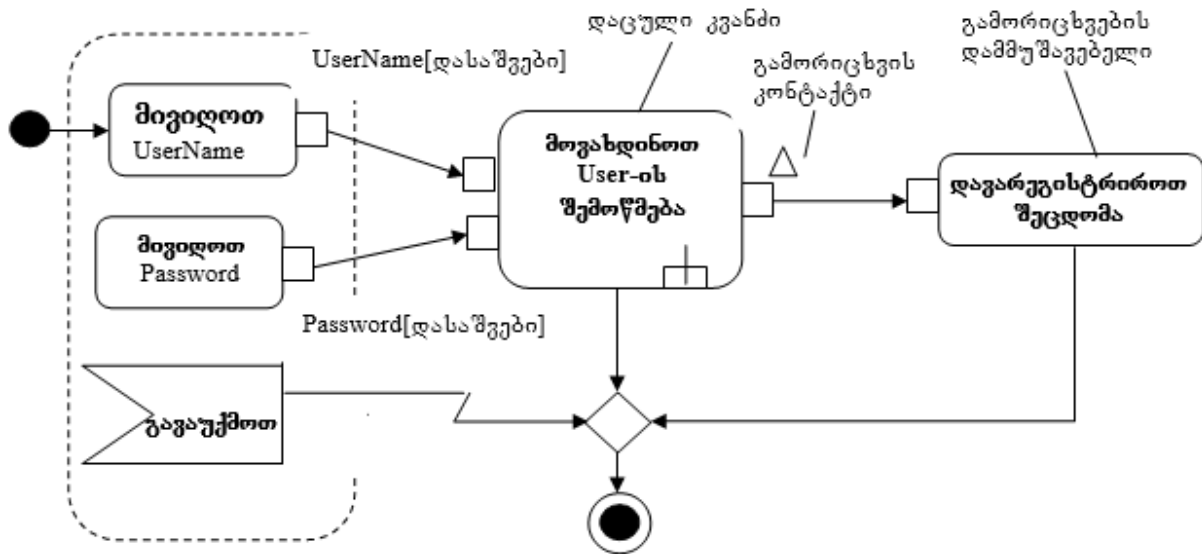 დაცული კვანძი
გამორიცხვების
დამმუშავებელი
UserName[დასაშვები]
გამორიცხვის
კონტაქტი
მივიღოთ
UserName
მოვახდინოთ
User-ის
შემოწმება
დავარეგისტრიროთ
შეცდომა
მივიღოთ
Password
Password[დასაშვები]
გავაუქმოთ